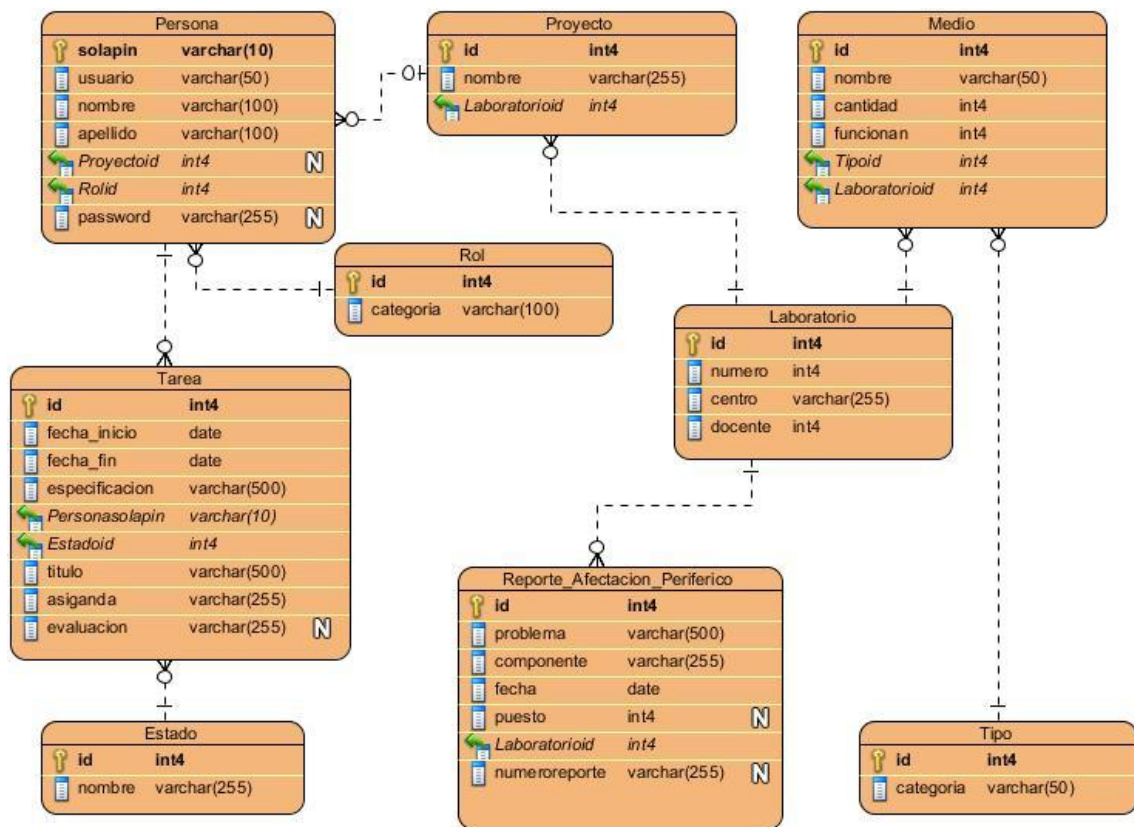 Persona
solapin varchar(10)
usuario varchar(50)
nombre varchar(100)
apellido varchar(100)
Proyectoid int4 N
Rolid int4
password varchar(255) N
Proyecto
id int4
nombre varchar(255)
Laboratorioid int4
Medio
id int4
nombre varchar(50)
cantidad int4
funcionan int4
Tipoid int4
Laboratorioid int4
Rol
id int4
categoria varchar(100)
Laboratorio
id int4
numero int4
centro varchar(255)
docente int4
Tarea
id int4
fecha_inicio date
fecha_fin date
especificacion varchar(500)
Personasolapin varchar(10)
Estadoid int4
titulo varchar(500)
asiganda varchar(255)
evaluacion varchar(255) N
Reporte_Afectacion_Periferico
id int4
problema varchar(500)
componente varchar(255)
fecha date
puesto int4 N
Laboratorioid int4
numeroreporte varchar(255) N
Estado
id int4
nombre varchar(255)
Tipo
id int4
categoria varchar(50)